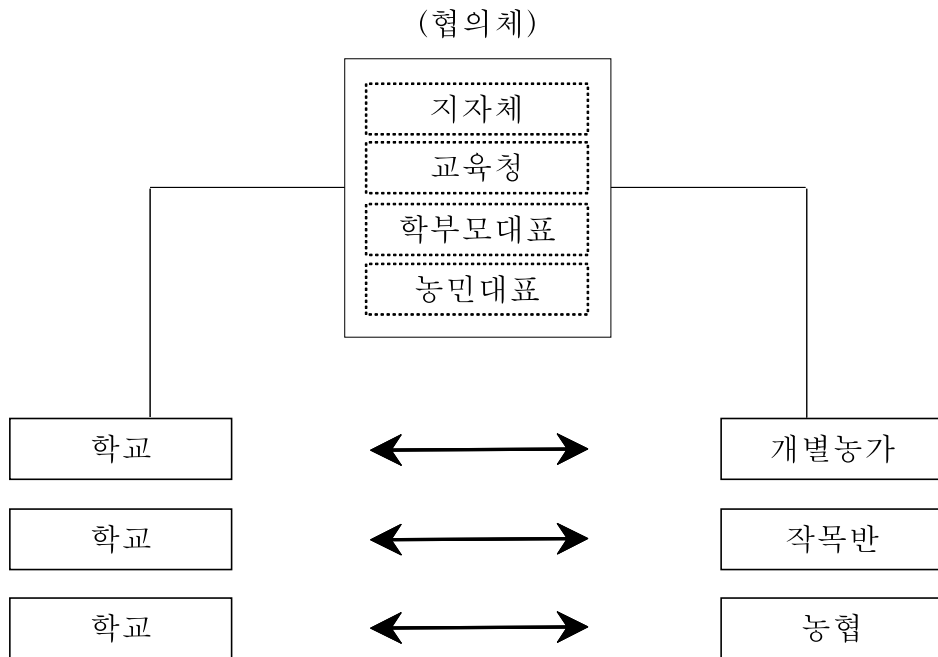 (협의체)
지자체
교육청
학부모대표
농민대표
학교
개별농가
학교
작목반
학교
농협